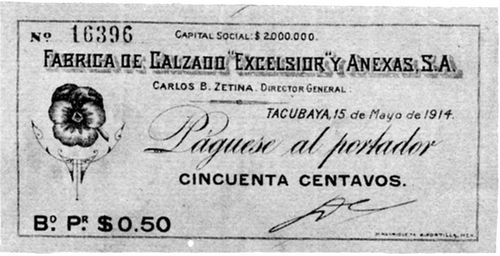 No 16396
CAPITAL SOCIAL: $2.000.000.
FABRICA DE CALZADO "EXCELSIOR" Y ANEXAS, S.A.
CARLOS B. ZETINA. DIRECTOR GENERAL.
TACUBAYA, 15 de Mayo de 1914.
Páguese al portador
CINCUENTA CENTAVOS.
Bo. Pr. $0.50